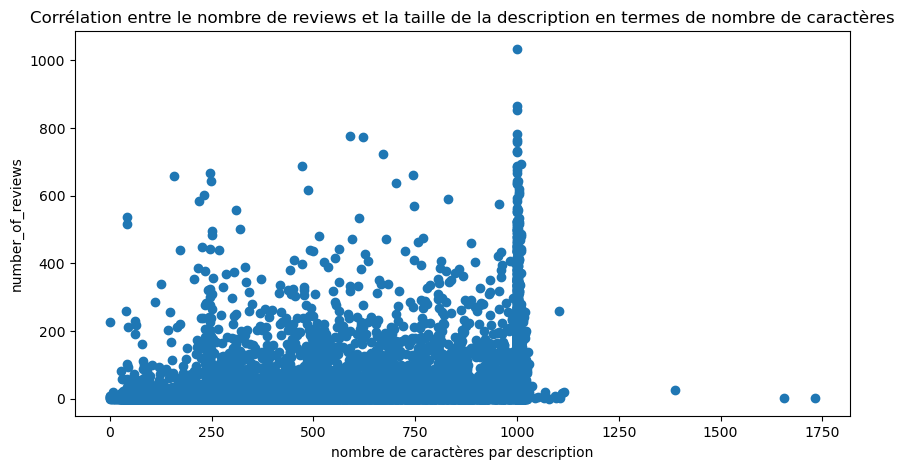 Corrélation entre le nombre de reviews et la taille de la description en termes de nombre de caractères
1000
800
600
400
200
0
number_of_reviews
0 250 500 750 1000 1250 1500 1750
nombre de caractères par description